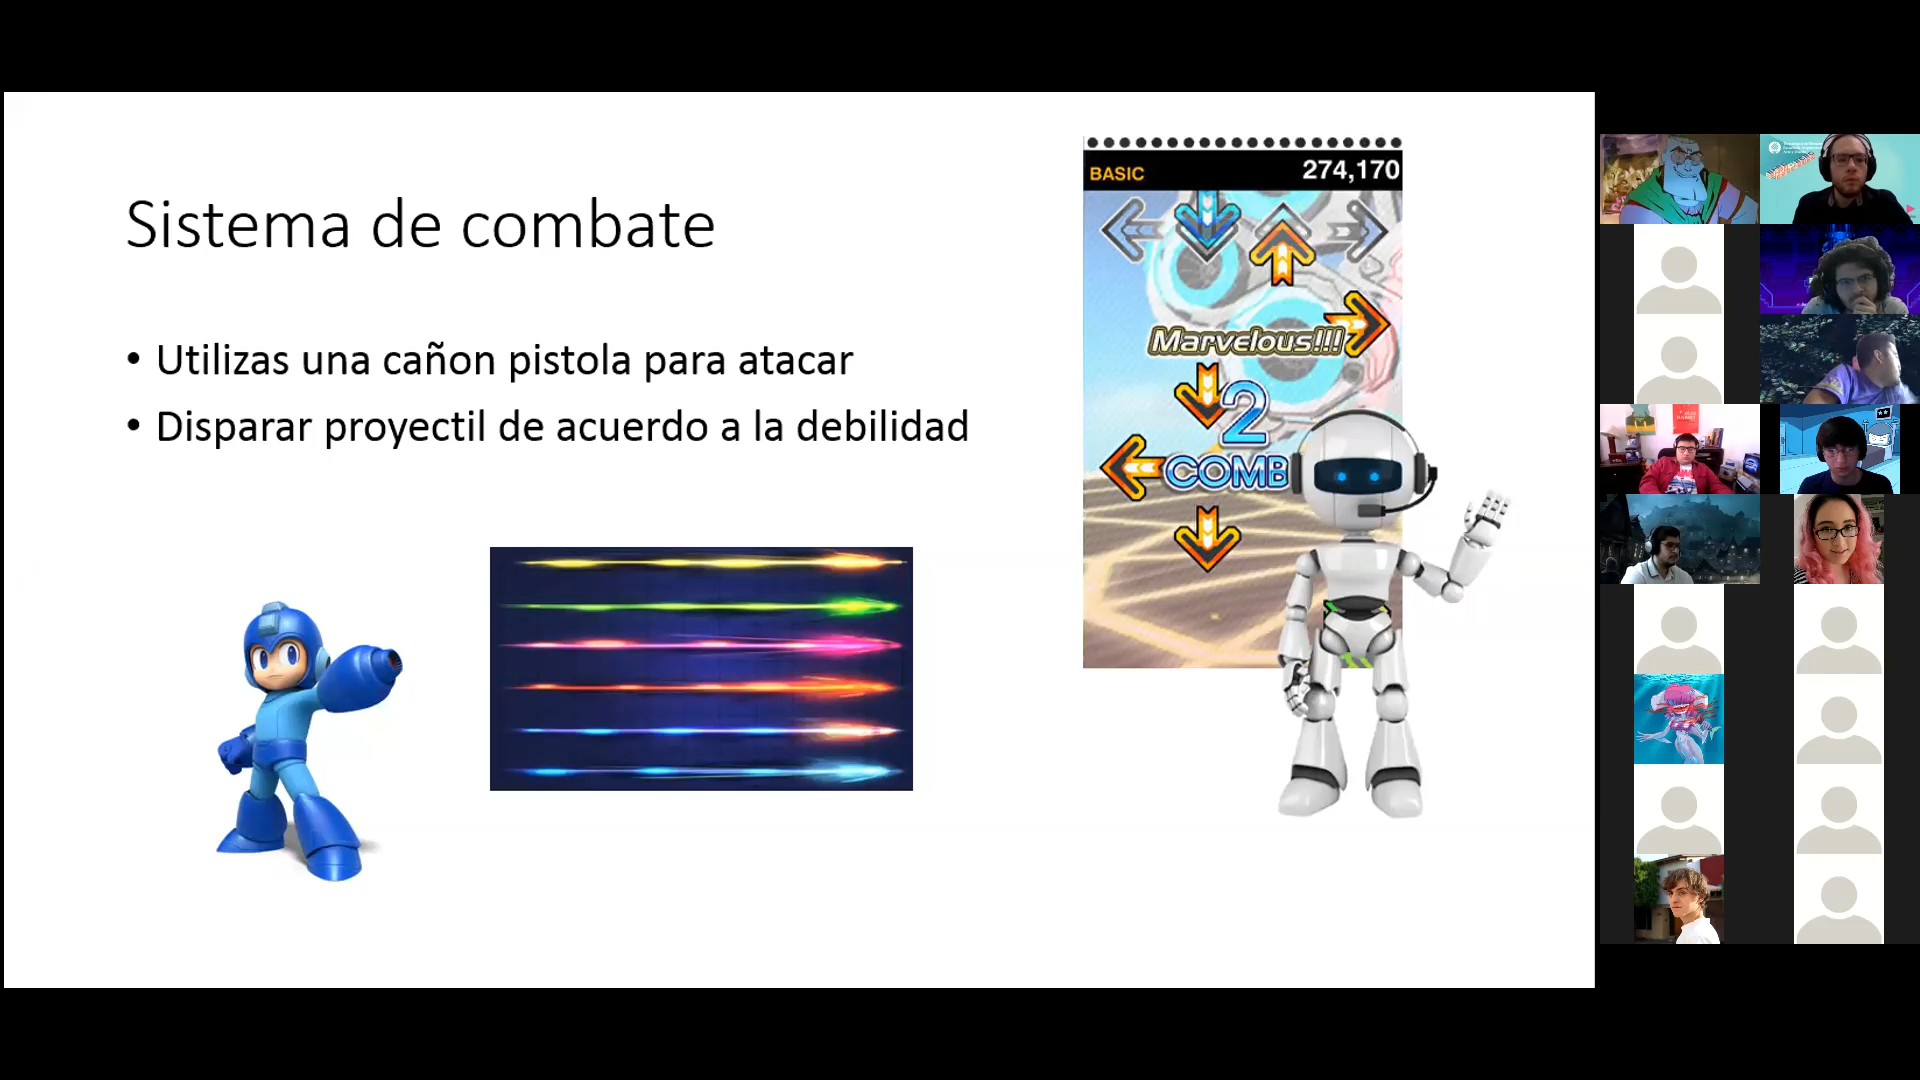 Sistema de combate
• Utilizas una cañon pistola para atacar
• Disparar proyectil de acuerdo a la debilidad
BASIC 274,170
Marvelous!!!
2
COMB